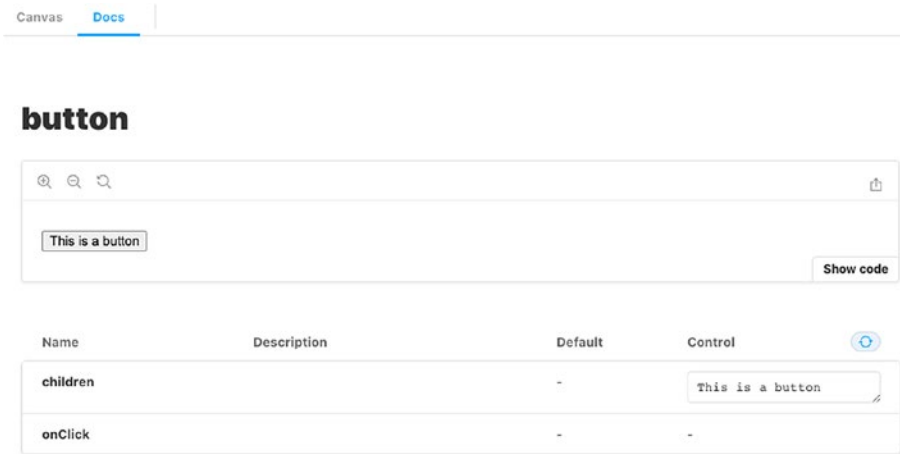 Canvas Docs
button
This is a button
Show code
Name Description Default Control
children - This is a button
onClick - -